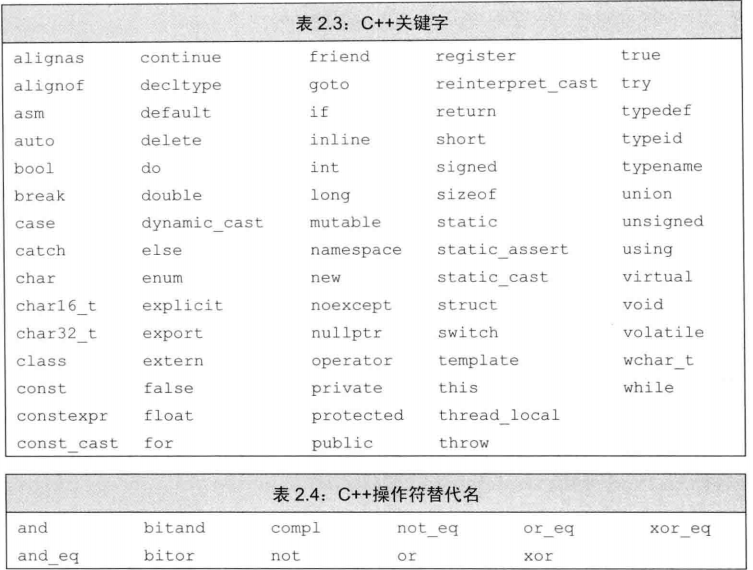 表 2.3：C++关键字
alignas continue friend register true
alignof decltype goto reinterpret_cast try
asm default if return typedef
auto delete inline short typeid
bool do int signed typename
break double long sizeof union
case dynamic_cast mutable static unsigned
catch else namespace static_assert using
char enum new static_cast virtual
char16_t explicit noexcept struct void
char32_t export nullptr switch volatile
class extern operator template wchar_t
const false private this while
constexpr float protected thread_local
const_cast for public throw
表 2.4：C++操作符替代名
and bitand compl not_eq or_eq xor_eq
and_eq bitor not or xor